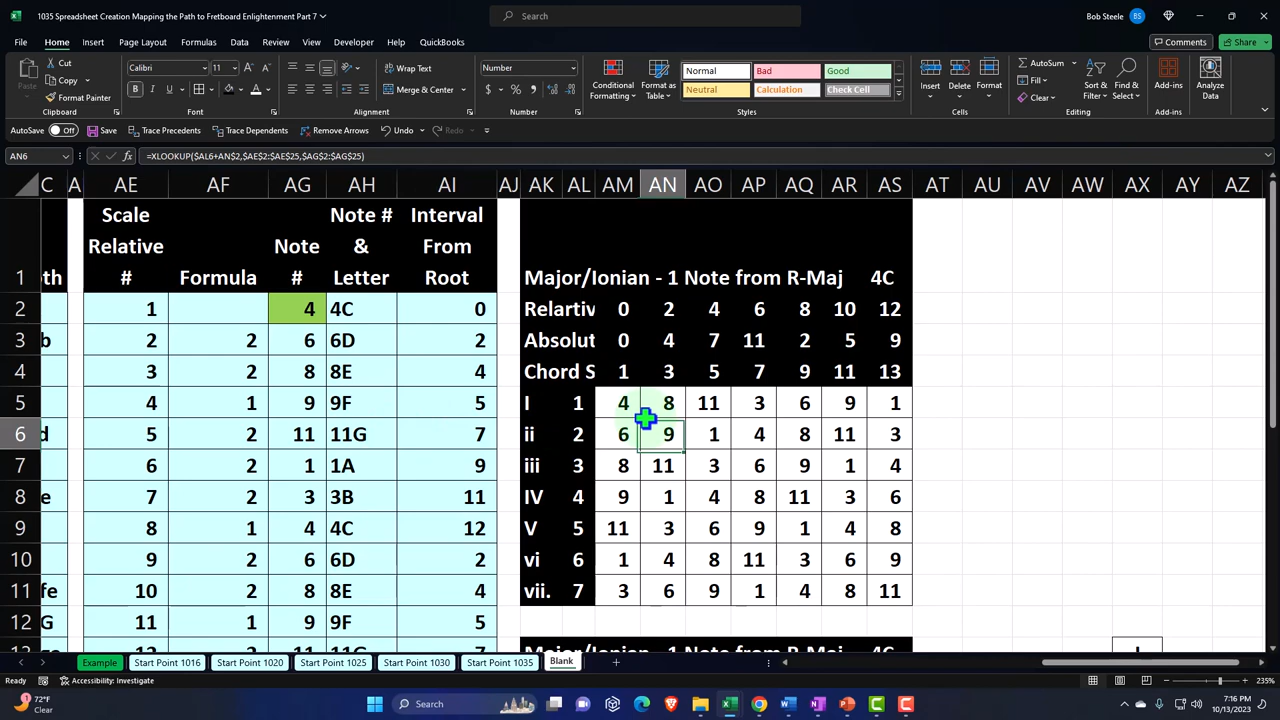 1035 Spreadsheet Creation Mapping the Path to Fretboard Enlightenment Part 7
Search
Bob Steele BS
File Home Insert Page Layout Formulas Data Review View Developer Help QuickBooks Comments Share
Paste Cut Copy Format Painter Clipboard
Calibri 11 Font
Wrap Text Merge & Center Alignment
Number Number
Conditional Formatting Format as Table
Normal Bad Good
Neutral Calculation Check Cell
Styles
Insert Delete Format Cells
AutoSum Fill Clear Sort & Filter Find & Select Editing
Add-ins Add-ins
Analyze Data
AutoSave Off Save Trace Precedents Trace Dependents Remove Arrows Undo Redo
AN6 =XLOOKUP($AL6+AN$2,$AE$2:$AE$25,$AG$2:$AG$25)
C A AE AF AG AH AI AJ AK AL AM AN AO AP AQ AR AS AT AU AV AW AX AY AZ
Scale Note # Interval
Relative Note & From
1 th # Formula # Letter Root Major/Ionian - 1 Note from R-Maj 4C
2 1 4 4C 0 Relartiv 0 2 4 6 8 10 12
3 b 2 2 6 6D 2 Absolut 0 4 7 11 2 5 9
4 3 2 8 8E 4 Chord S 1 3 5 7 9 11 13
5 4 1 9 9F 5 I 1 4 8 11 3 6 9 1
6 d 5 2 11 11G 7 ii 2 6 9 1 4 8 11 3
7 6 2 1 1A 9 iii 3 8 11 3 6 9 1 4
8 e 7 2 3 3B 11 IV 4 9 1 4 8 11 3 6
9 8 1 4 4C 12 V 5 11 3 6 9 1 4 8
10 9 2 6 6D 2 vi 6 1 4 8 11 3 6 9
11 fe 10 2 8 8E 4 vii. 7 3 6 9 1 4 8 11
12 G 11 1 9 9F 5
13 12 2 11 11G 7 Major/Ionian - 1 Note from R-Maj 4C
Example Start Point 1016 Start Point 1020 Start Point 1025 Start Point 1030 Start Point 1035 Blank
Ready Accessibility: Investigate 235%
72°F
Clear
Search
7:16 PM
10/13/2023